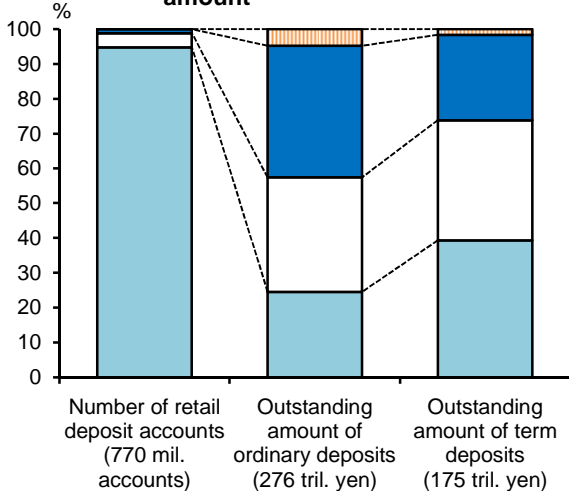 amount
%
100
90
80
70
60
50
40
30
20
10
0
Number of retail
deposit accounts
(770 mil.
accounts)
Outstanding
amount of
ordinary deposits
(276 tril. yen)
Outstanding
amount of term
deposits
(175 tril. yen)